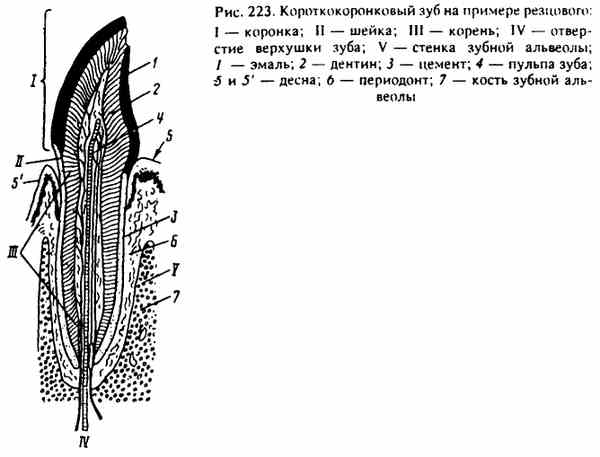 Рис. 223. Короткокоронковый зуб на примере резцового:
I — коронка; II — шейка; III — корень; IV — отвер-
стие верхушки зуба; V — стенка зубной альвеолы;
1 — эмаль; 2 — дентин; 3 — цемент; 4 — пульпа зуба;
5 и 5' — десна; 6 — периодонт; 7 — кость зубной аль-
веолы
I
1
2
4
II
5
5'
3
III
6
V
7
IV